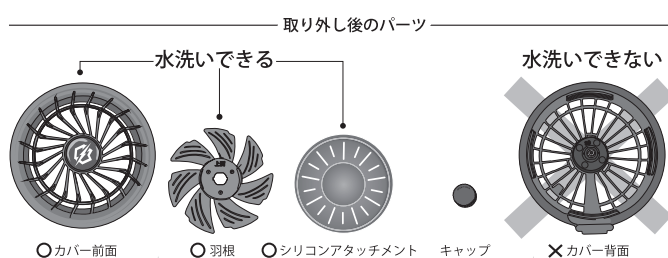 取り外し後のパーツ
水洗いできる
水洗いできない
○カバー前面
○羽根
○シリコンアタッチメント
キャップ
×カバー背面